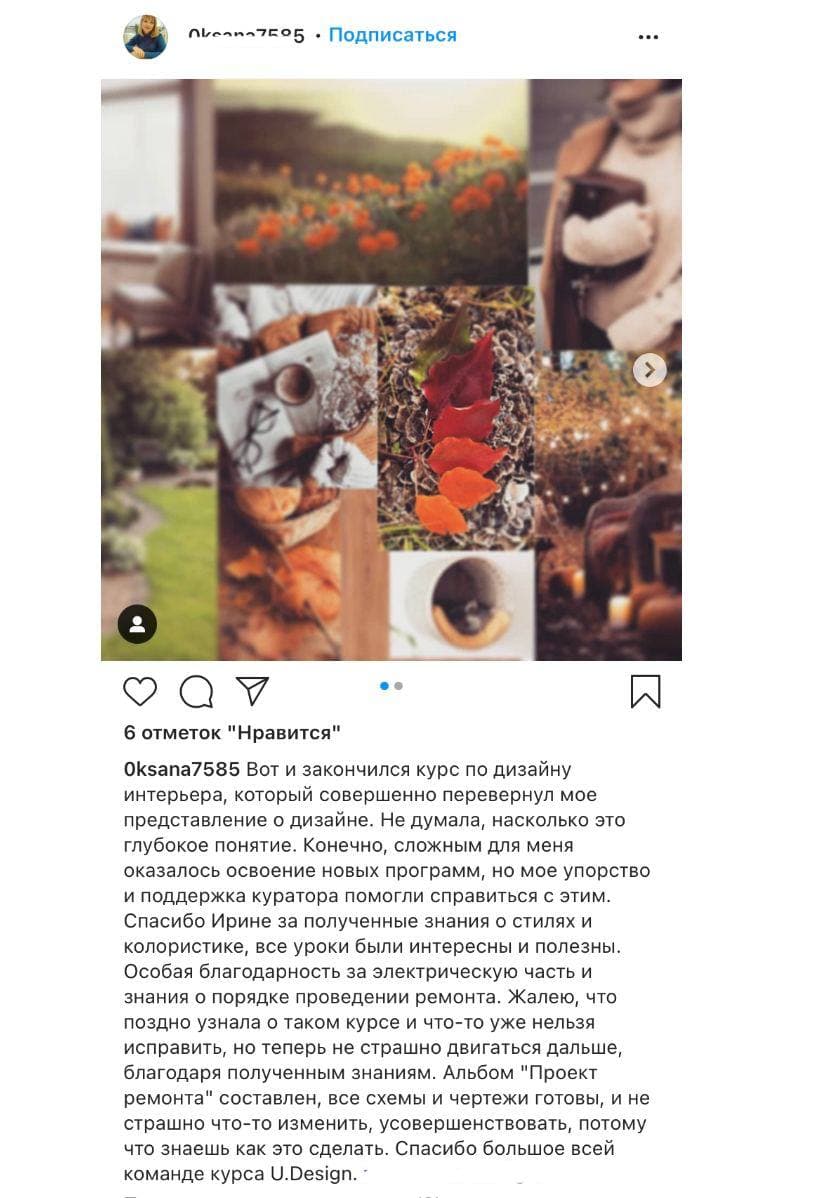 0ksana7585 • Подписаться
6 отметок "Нравится"
0ksana7585 Вот и закончился курс по дизайну
интерьера, который совершенно перевернул мое
представление о дизайне. Не думала, насколько это
глубокое понятие. Конечно, сложным для меня
оказалось освоение новых программ, но мое упорство
и поддержка куратора помогли справиться с этим.
Спасибо Ирине за полученные знания о стилях и
колористике, все уроки были интересны и полезны.
Особая благодарность за электрическую часть и
знания о порядке проведении ремонта. Жалею, что
поздно узнала о таком курсе и что-то уже нельзя
исправить, но теперь не страшно двигаться дальше,
благодаря полученным знаниям. Альбом "Проект
ремонта" составлен, все схемы и чертежи готовы, и не
страшно что-то изменить, усовершенствовать, потому
что знаешь как это сделать. Спасибо большое всей
команде курса U.Design.